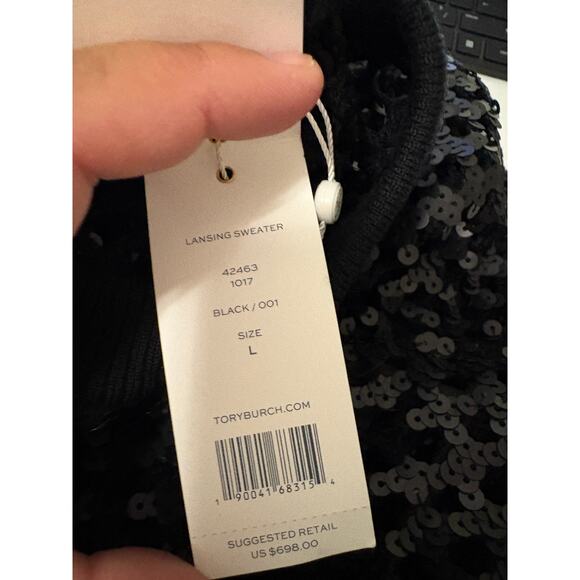 LANSING SWEATER
42463
1017
BLACK / 001
SIZE
L
TORYBURCH.COM
1 90041 68315 4
SUGGESTED RETAIL
US $698.00